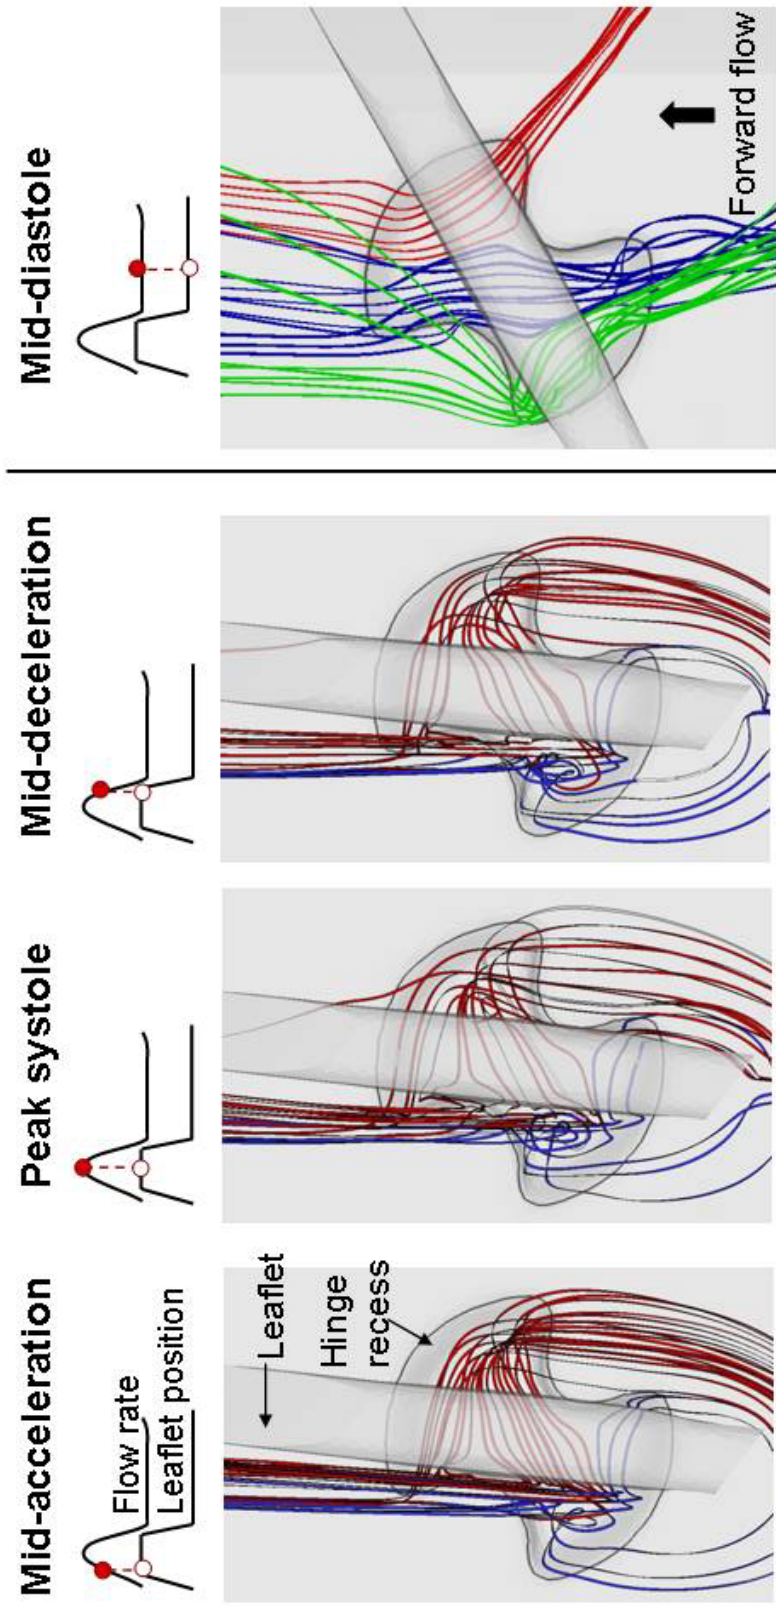 Mid-acceleration
Flow rate
Leaflet position
Leaflet
Hinge
recess
Peak systole
Mid-deceleration
Mid-diastole
Forward flow